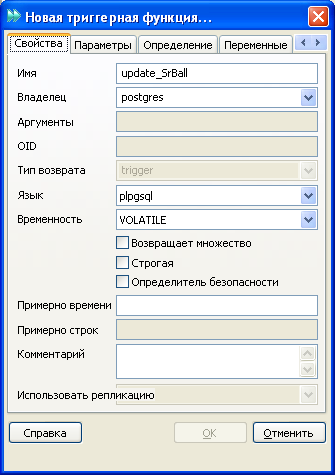 Новая триггерная функция...
Свойства Параметры Определение Переменные
Имя update_SrBall
Владелец postgres
Аргументы
OID
Тип возврата trigger
Язык plpgsql
Временность VOLATILE
Возвращает множество
Строгая
Определитель безопасности
Примерно времени
Примерно строк
Комментарий
Использовать репликацию
Справка OK Отменить